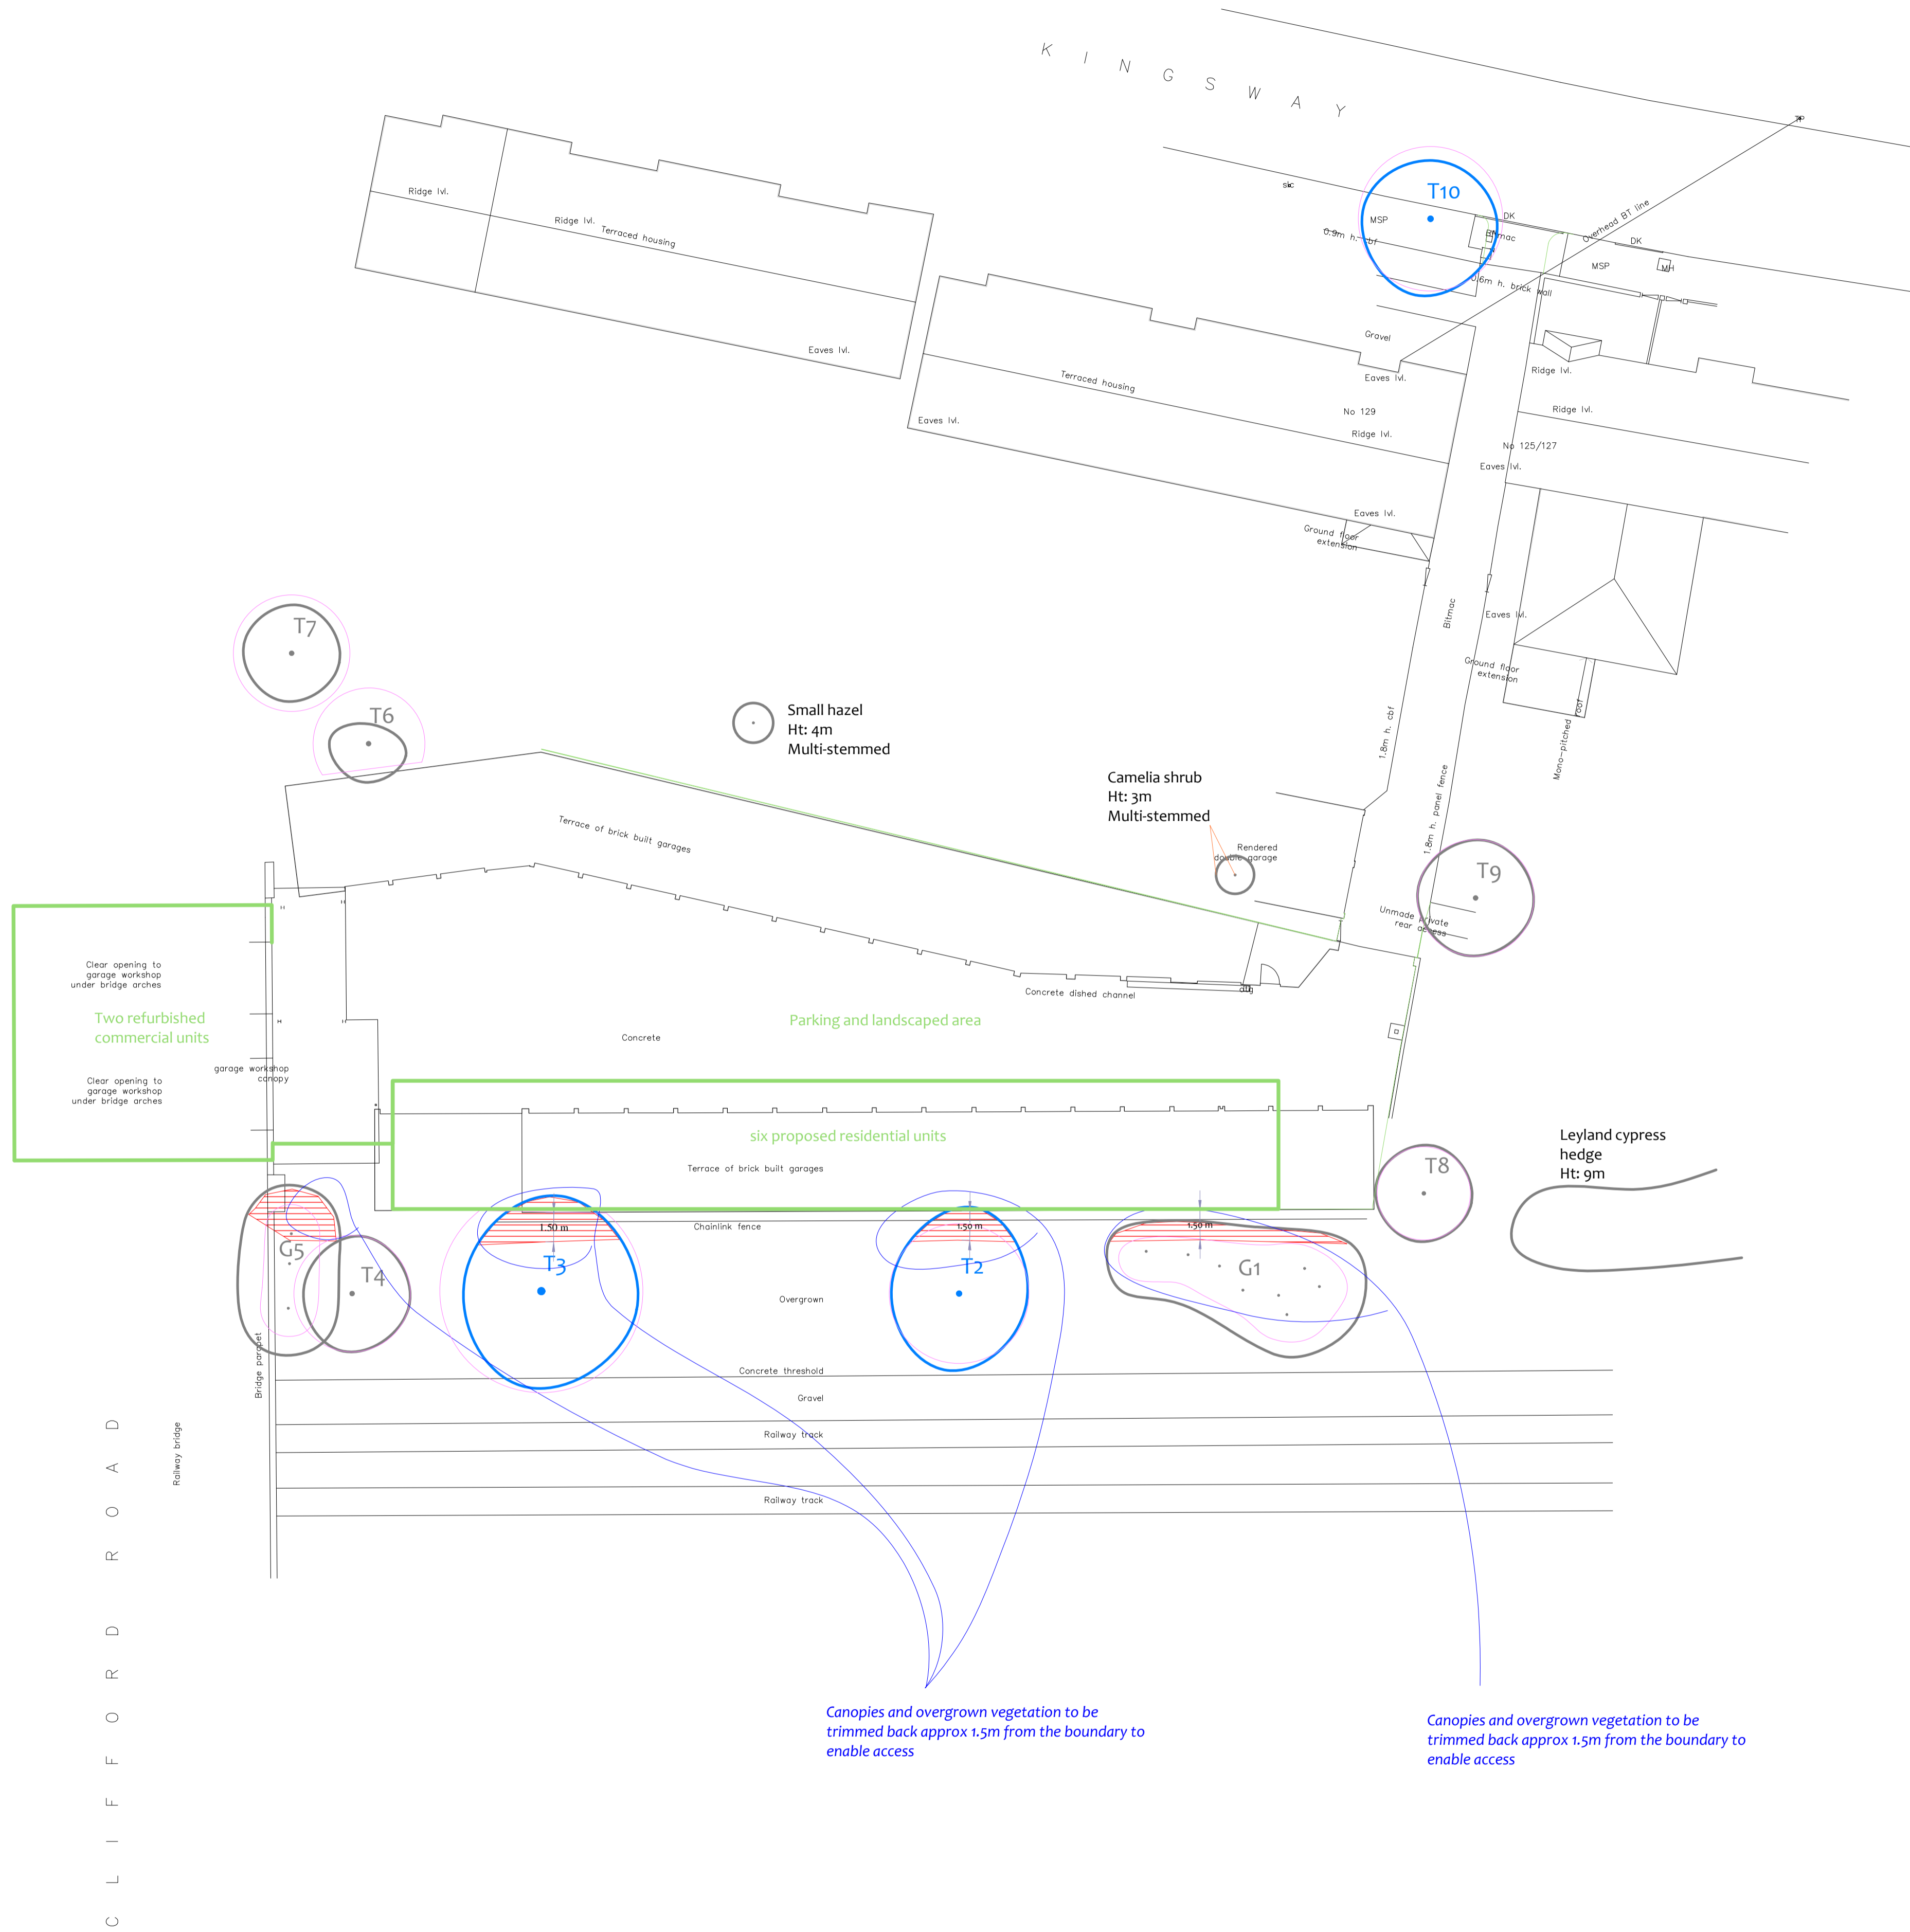 KINGSWAY
TP
T10
sic
MSP
DK
Bitmac
Overhead BT line
DK
0.9m h. cbf
MSP
MH
0.6m h. brick wall
Ridge lvl.
Ridge lvl.
Terraced housing
Gravel
Eaves lvl.
Eaves lvl.
Ridge lvl.
Terraced housing
Ridge lvl.
No 129
Eaves lvl.
Ridge lvl.
No 125/127
Eaves lvl.
Eaves lvl.
Ground floor
extension
Bitmac
Eaves lvl.
T7
Ground floor
extension
T6
Small hazel
Ht: 4m
Multi-stemmed
1.8m h. cbf
Mono-pitched roof
Camelia shrub
Ht: 3m
Multi-stemmed
1.8m h. panel fence
Terrace of brick built garages
Rendered
double garage
T9
Unmade private
rear access
Clear opening to
garage workshop
under bridge arches
Concrete dished channel
Two refurbished
commercial units
Parking and landscaped area
Concrete
garage workshop
canopy
Clear opening to
garage workshop
under bridge arches
six proposed residential units
Leyland cypress
hedge
Ht: 9m
Terrace of brick built garages
T8
1.50 m
Chainlink fence
1.50 m
1.50 m
G5
T3
T2
G1
T4
Overgrown
Bridge parapet
Concrete threshold
Gravel
Railway track
Railway bridge
Railway track
CLIFFORD ROAD
Canopies and overgrown vegetation to be
trimmed back approx 1.5m from the boundary to
enable access
Canopies and overgrown vegetation to be
trimmed back approx 1.5m from the boundary to
enable access